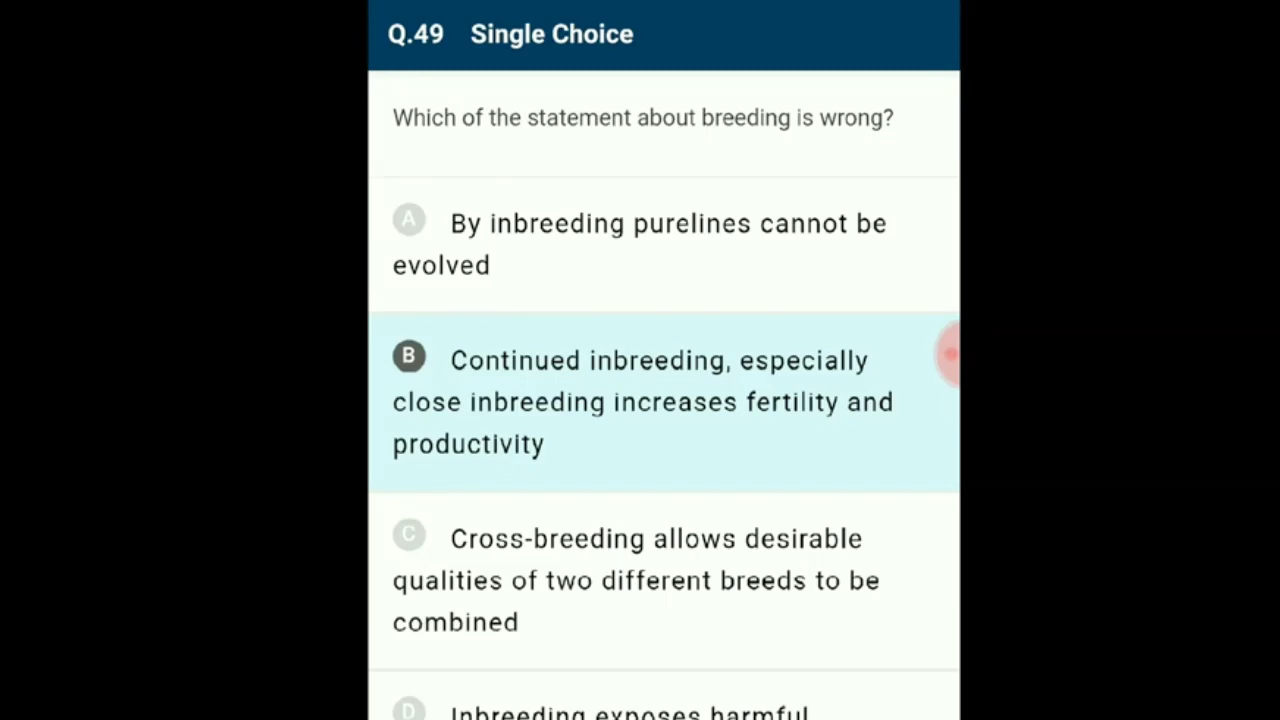 Q.49 Single Choice
Which of the statement about breeding is wrong?
A By inbreeding purelines cannot be
evolved
B Continued inbreeding, especially
close inbreeding increases fertility and
productivity
C Cross-breeding allows desirable
qualities of two different breeds to be
combined
D Inbreeding exposes harmful